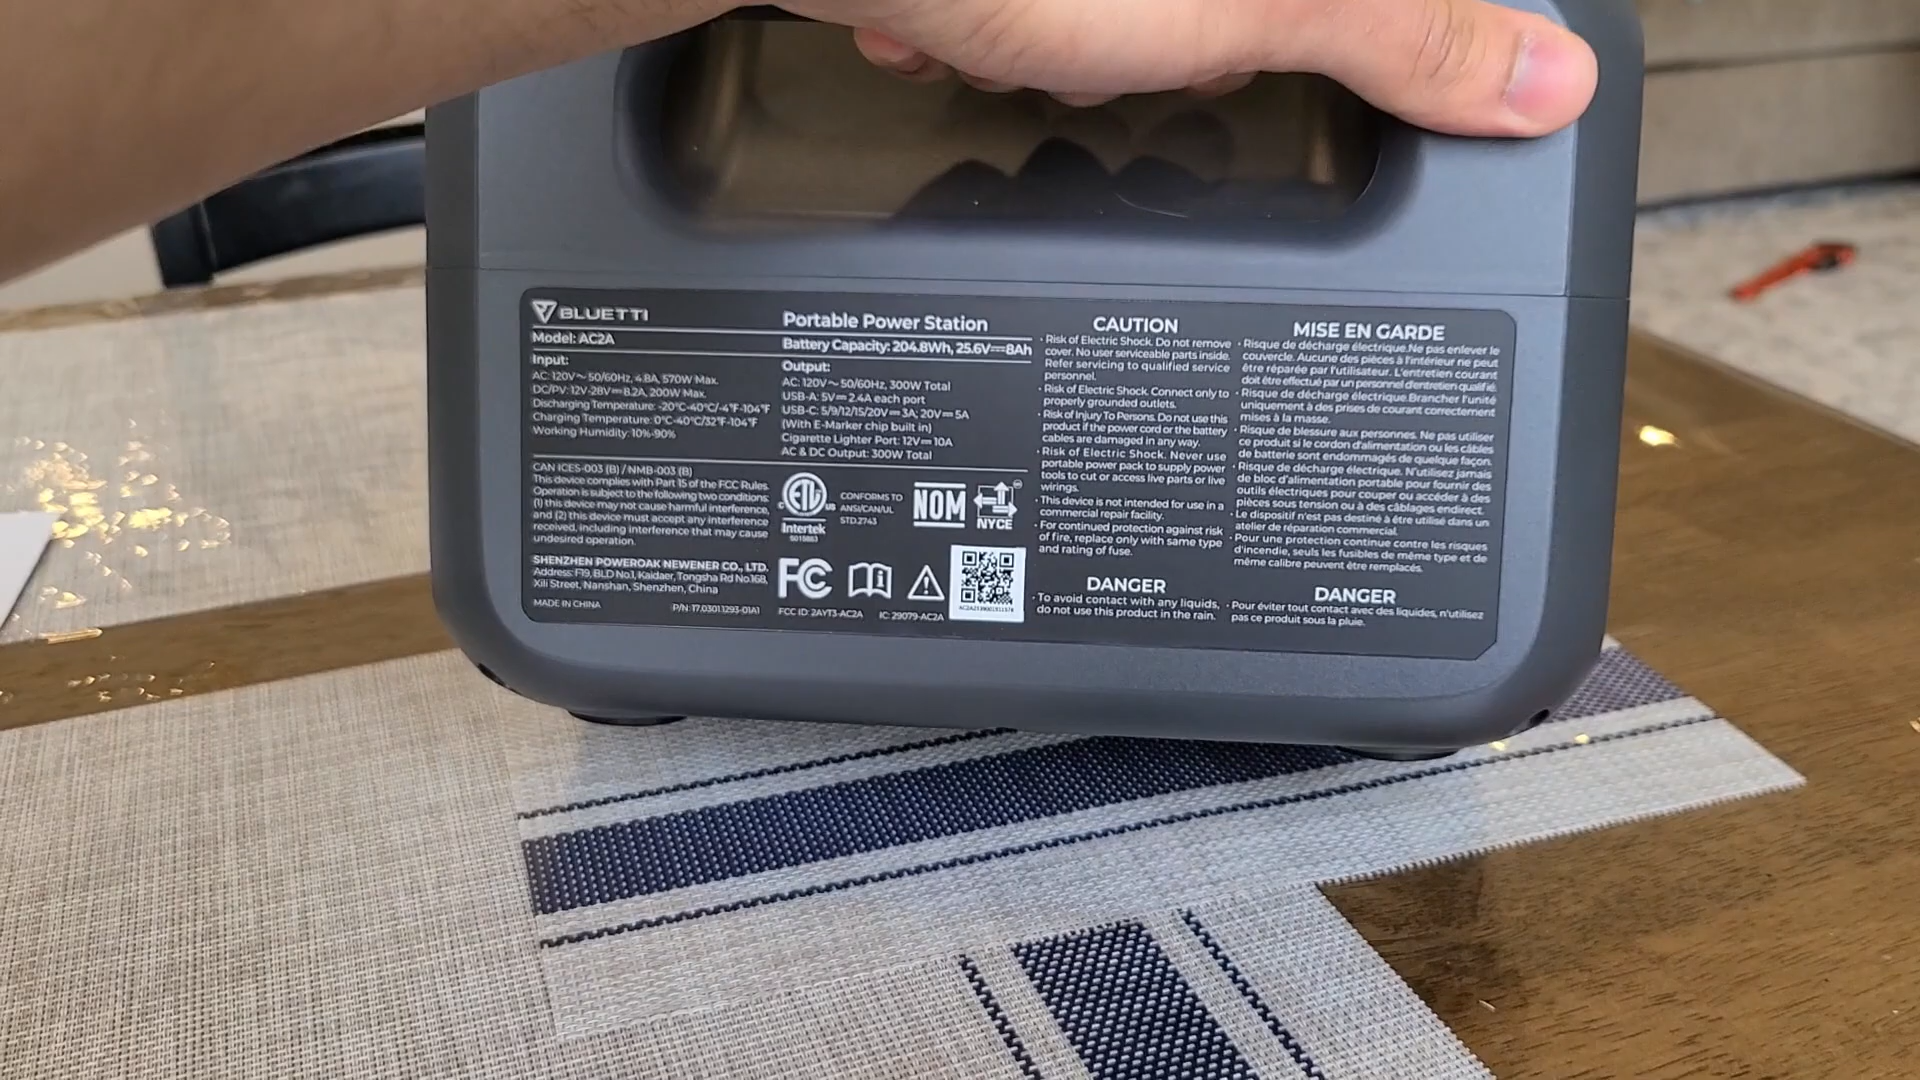 BLUETTI
Portable Power Station
Model: AC2A
Battery Capacity: 204.8Wh, 25.6V⎓8Ah
Input:
AC: 120V～50/60Hz, 4.8A, 570W Max.
DC/PV: 12V-28V⎓8.2A, 200W Max.
Discharging Temperature: -20°C-40°C/-4°F-104°F
Charging Temperature: 0°C-40°C/32°F-104°F
Working Humidity: 10%-90%
Output:
AC: 120V～50/60Hz, 300W Total
USB-A: 5V⎓2.4A each port
USB-C: 5/9/12/15/20V⎓3A; 20V⎓5A
(With E-Marker chip built in)
Cigarette Lighter Port: 12V⎓10A
AC & DC Output: 300W Total
CAN ICES-003 (B) / NMB-003 (B)
This device complies with Part 15 of the FCC Rules.
Operation is subject to the following two conditions:
(1) this device may not cause harmful interference,
and (2) this device must accept any interference
received, including interference that may cause
undesired operation.
SHENZHEN POWEROAK NEWENER CO., LTD.
Address: F19, BLD No.1, Kaidaer, Tongsha Rd No.168,
Xili Street, Nanshan, Shenzhen, China
MADE IN CHINA
P/N: 17.0301.1293-01A1
ETL
C US
Intertek
5015883
CONFORMS TO
ANSI/CAN/UL
STD.2743
NOM
NYCE
FC
FCC ID: 2AYT3-AC2A
IC: 29079-AC2A
CAUTION
· Risk of Electric Shock. Do not remove
cover. No user serviceable parts inside.
Refer servicing to qualified service
personnel.
· Risk of Electric Shock. Connect only to
properly grounded outlets.
· Risk of Injury To Persons. Do not use this
product if the power cord or the battery
cables are damaged in any way.
· Risk of Electric Shock. Never use
portable power pack to supply power
tools to cut or access live parts or live
wirings.
· This device is not intended for use in a
commercial repair facility.
· For continued protection against risk
of fire, replace only with same type
and rating of fuse.
DANGER
· To avoid contact with any liquids,
do not use this product in the rain.
MISE EN GARDE
· Risque de décharge électrique.Ne pas enlever le
couvercle. Aucune des pièces à l'intérieur ne peut
être réparée par l'utilisateur. L'entretien courant
doit être effectué par un personnel d'entretien qualifié.
· Risque de décharge électrique.Brancher l'unité
uniquement à des prises de courant correctement
mises à la masse.
· Risque de blessure aux personnes. Ne pas utiliser
ce produit si le cordon d'alimentation ou les câbles
de batterie sont endommagés de quelque façon.
· Risque de décharge électrique. N'utilisez jamais
de bloc d'alimentation portable pour fournir des
outils électriques pour couper ou accéder à des
pièces sous tension ou à des câblages endirect.
· Le dispositif n'est pas destiné à être utilisé dans un
atelier de réparation commercial.
· Pour une protection continue contre les risques
d'incendie, seuls les fusibles de même type et de
même calibre peuvent être remplacés.
DANGER
· Pour éviter tout contact avec des liquides, n'utilisez
pas ce produit sous la pluie.